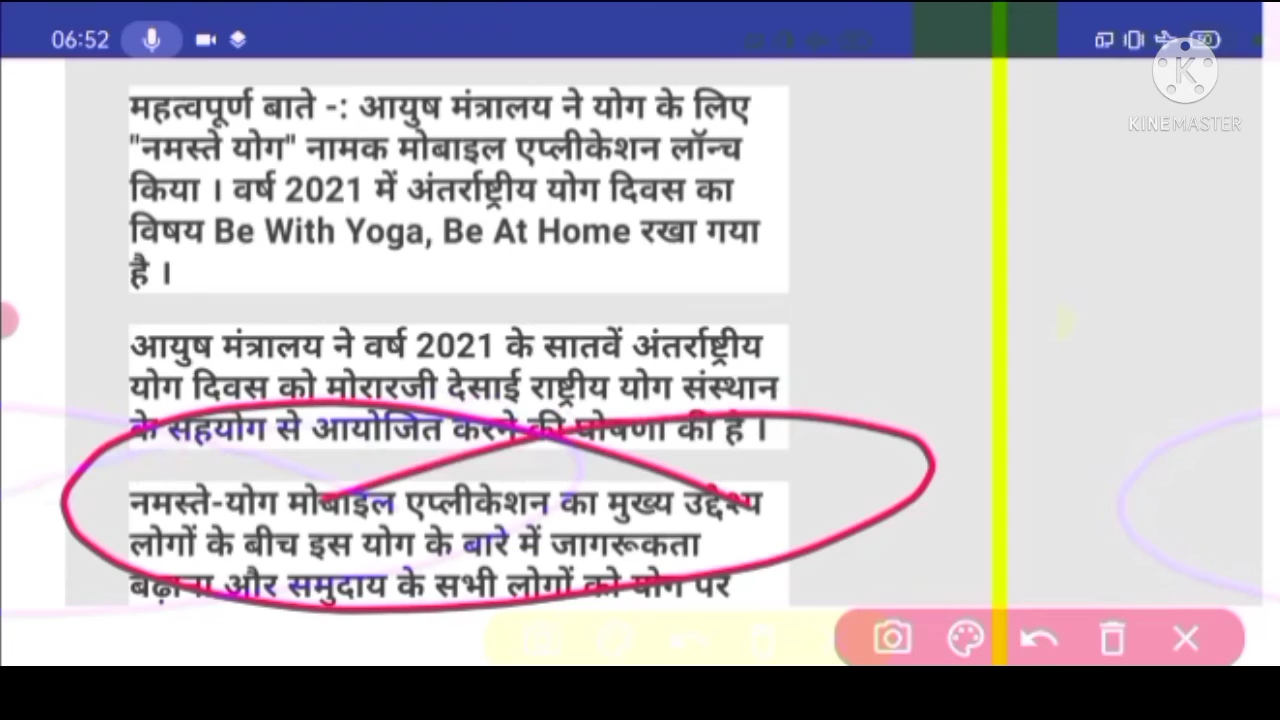 06:52
50
KINEMASTER
महत्वपूर्ण बाते -: आयुष मंत्रालय ने योग के लिए
"नमस्ते योग" नामक मोबाइल एप्लीकेशन लॉन्च
किया । वर्ष 2021 में अंतर्राष्ट्रीय योग दिवस का
विषय Be With Yoga, Be At Home रखा गया
है ।
आयुष मंत्रालय ने वर्ष 2021 के सातवें अंतर्राष्ट्रीय
योग दिवस को मोरारजी देसाई राष्ट्रीय योग संस्थान
के सहयोग से आयोजित करने की घोषणा की है ।
नमस्ते-योग मोबाइल एप्लीकेशन का मुख्य उद्देश्य
लोगों के बीच इस योग के बारे में जागरूकता
बढ़ाना और समुदाय के सभी लोगों को योग पर